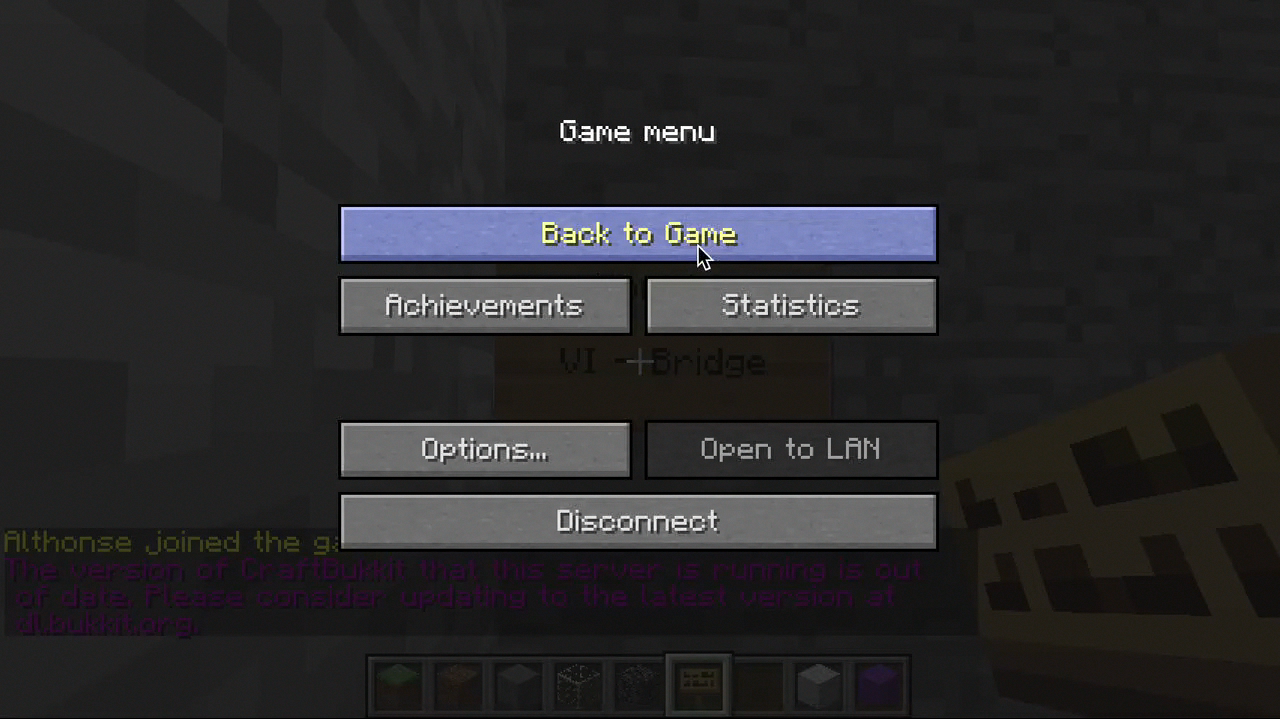 Game menu
Back to Game
Achievements Statistics
VI - Bridge
Options... Open to LAN
Disconnect
Althonse joined the
The version of CraftBukkit that this server is running is out
of date. Please consider updating to the latest version at
dl.bukkit.org.